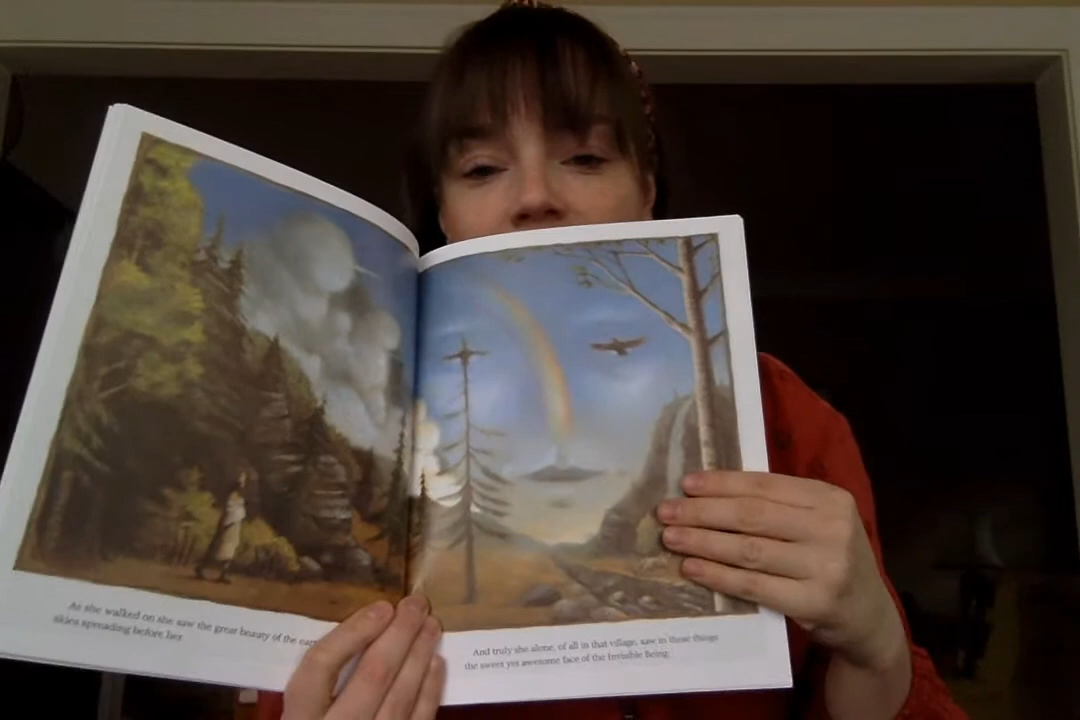 As she walked on she saw the great beauty of the
skies spreading before her
And truly she alone, of all in that village, saw in these things
the sweet yet awesome face of the Invisible Being.